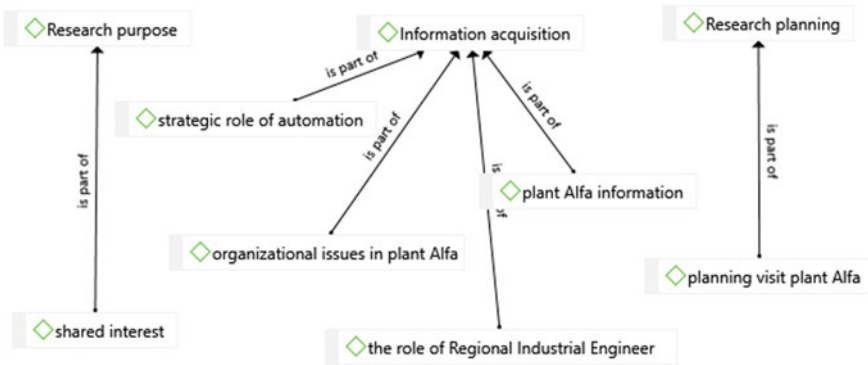 Research purpose
Information acquisition
Research planning
is part of
strategic role of automation
is part of
is part of
is part of
is part of
is of
plant Alfa information
organizational issues in plant Alfa
planning visit plant Alfa
shared interest
the role of Regional Industrial Engineer